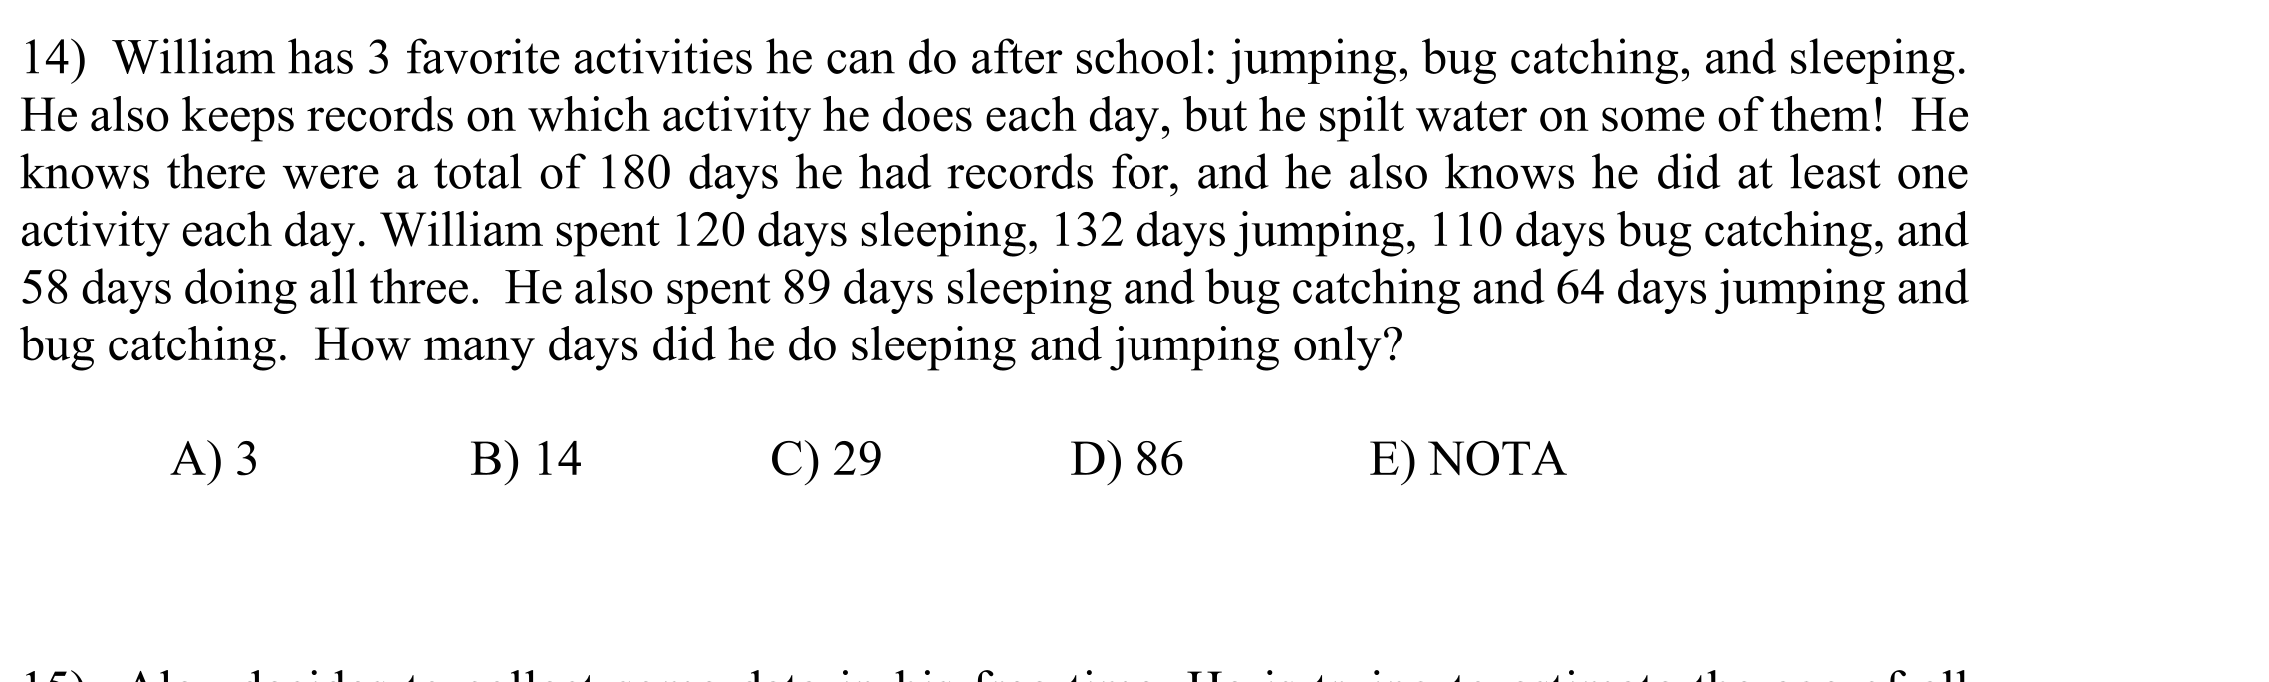 14) William has 3 favorite activities he can do after school: jumping, bug catching, and sleeping.
He also keeps records on which activity he does each day, but he spilt water on some of them! He
knows there were a total of 180 days he had records for, and he also knows he did at least one
activity each day. William spent 120 days sleeping, 132 days jumping, 110 days bug catching, and
58 days doing all three. He also spent 89 days sleeping and bug catching and 64 days jumping and
bug catching. How many days did he do sleeping and jumping only?
A) 3 B) 14 C) 29 D) 86 E) NOTA